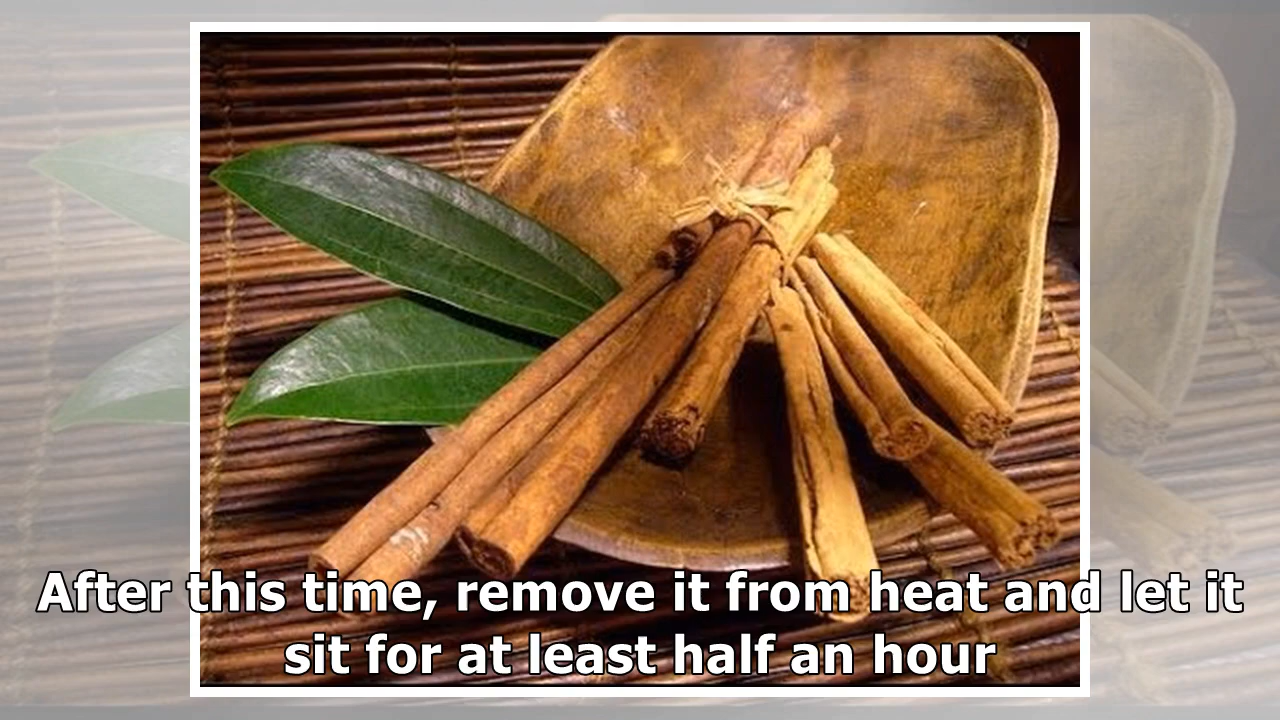 After this time, remove it from heat and let it
sit for at least half an hour